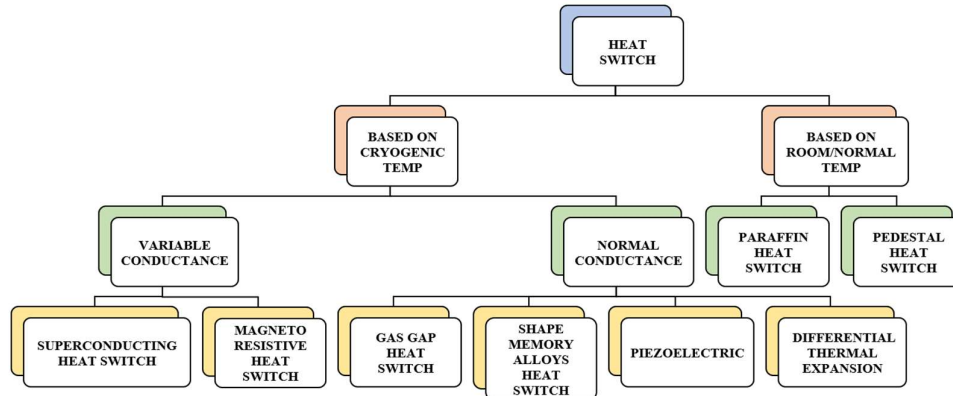 HEAT
SWITCH
BASED ON
CRYOGENIC
TEMP
BASED ON
ROOM/NORMAL
TEMP
VARIABLE
CONDUCTANCE
NORMAL
CONDUCTANCE
PARAFFIN
HEAT
SWITCH
PEDESTAL
HEAT
SWITCH
SUPERCONDUCTING
HEAT SWITCH
MAGNETO
RESISTIVE
HEAT
SWITCH
GAS GAP
HEAT
SWITCH
SHAPE
MEMORY
ALLOYS
HEAT
SWITCH
PIEZOELECTRIC
DIFFERENTIAL
THERMAL
EXPANSION